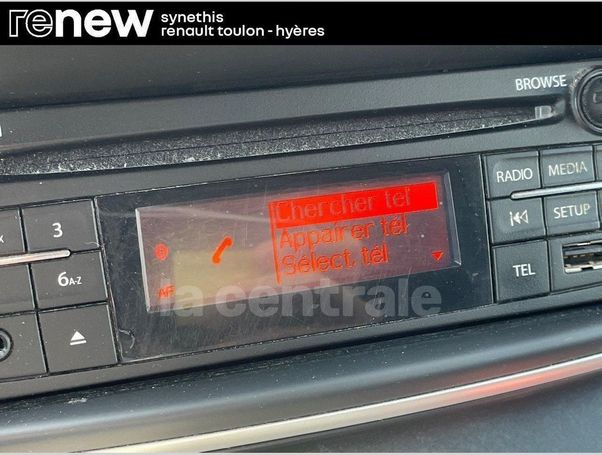 renew
synethis
renault toulon - hyères
BROWSE
3
6A-Z
AF
Chercher tél
Appairer tél
Sélect. tél
RADIO
MEDIA
SETUP
TEL
la centrale